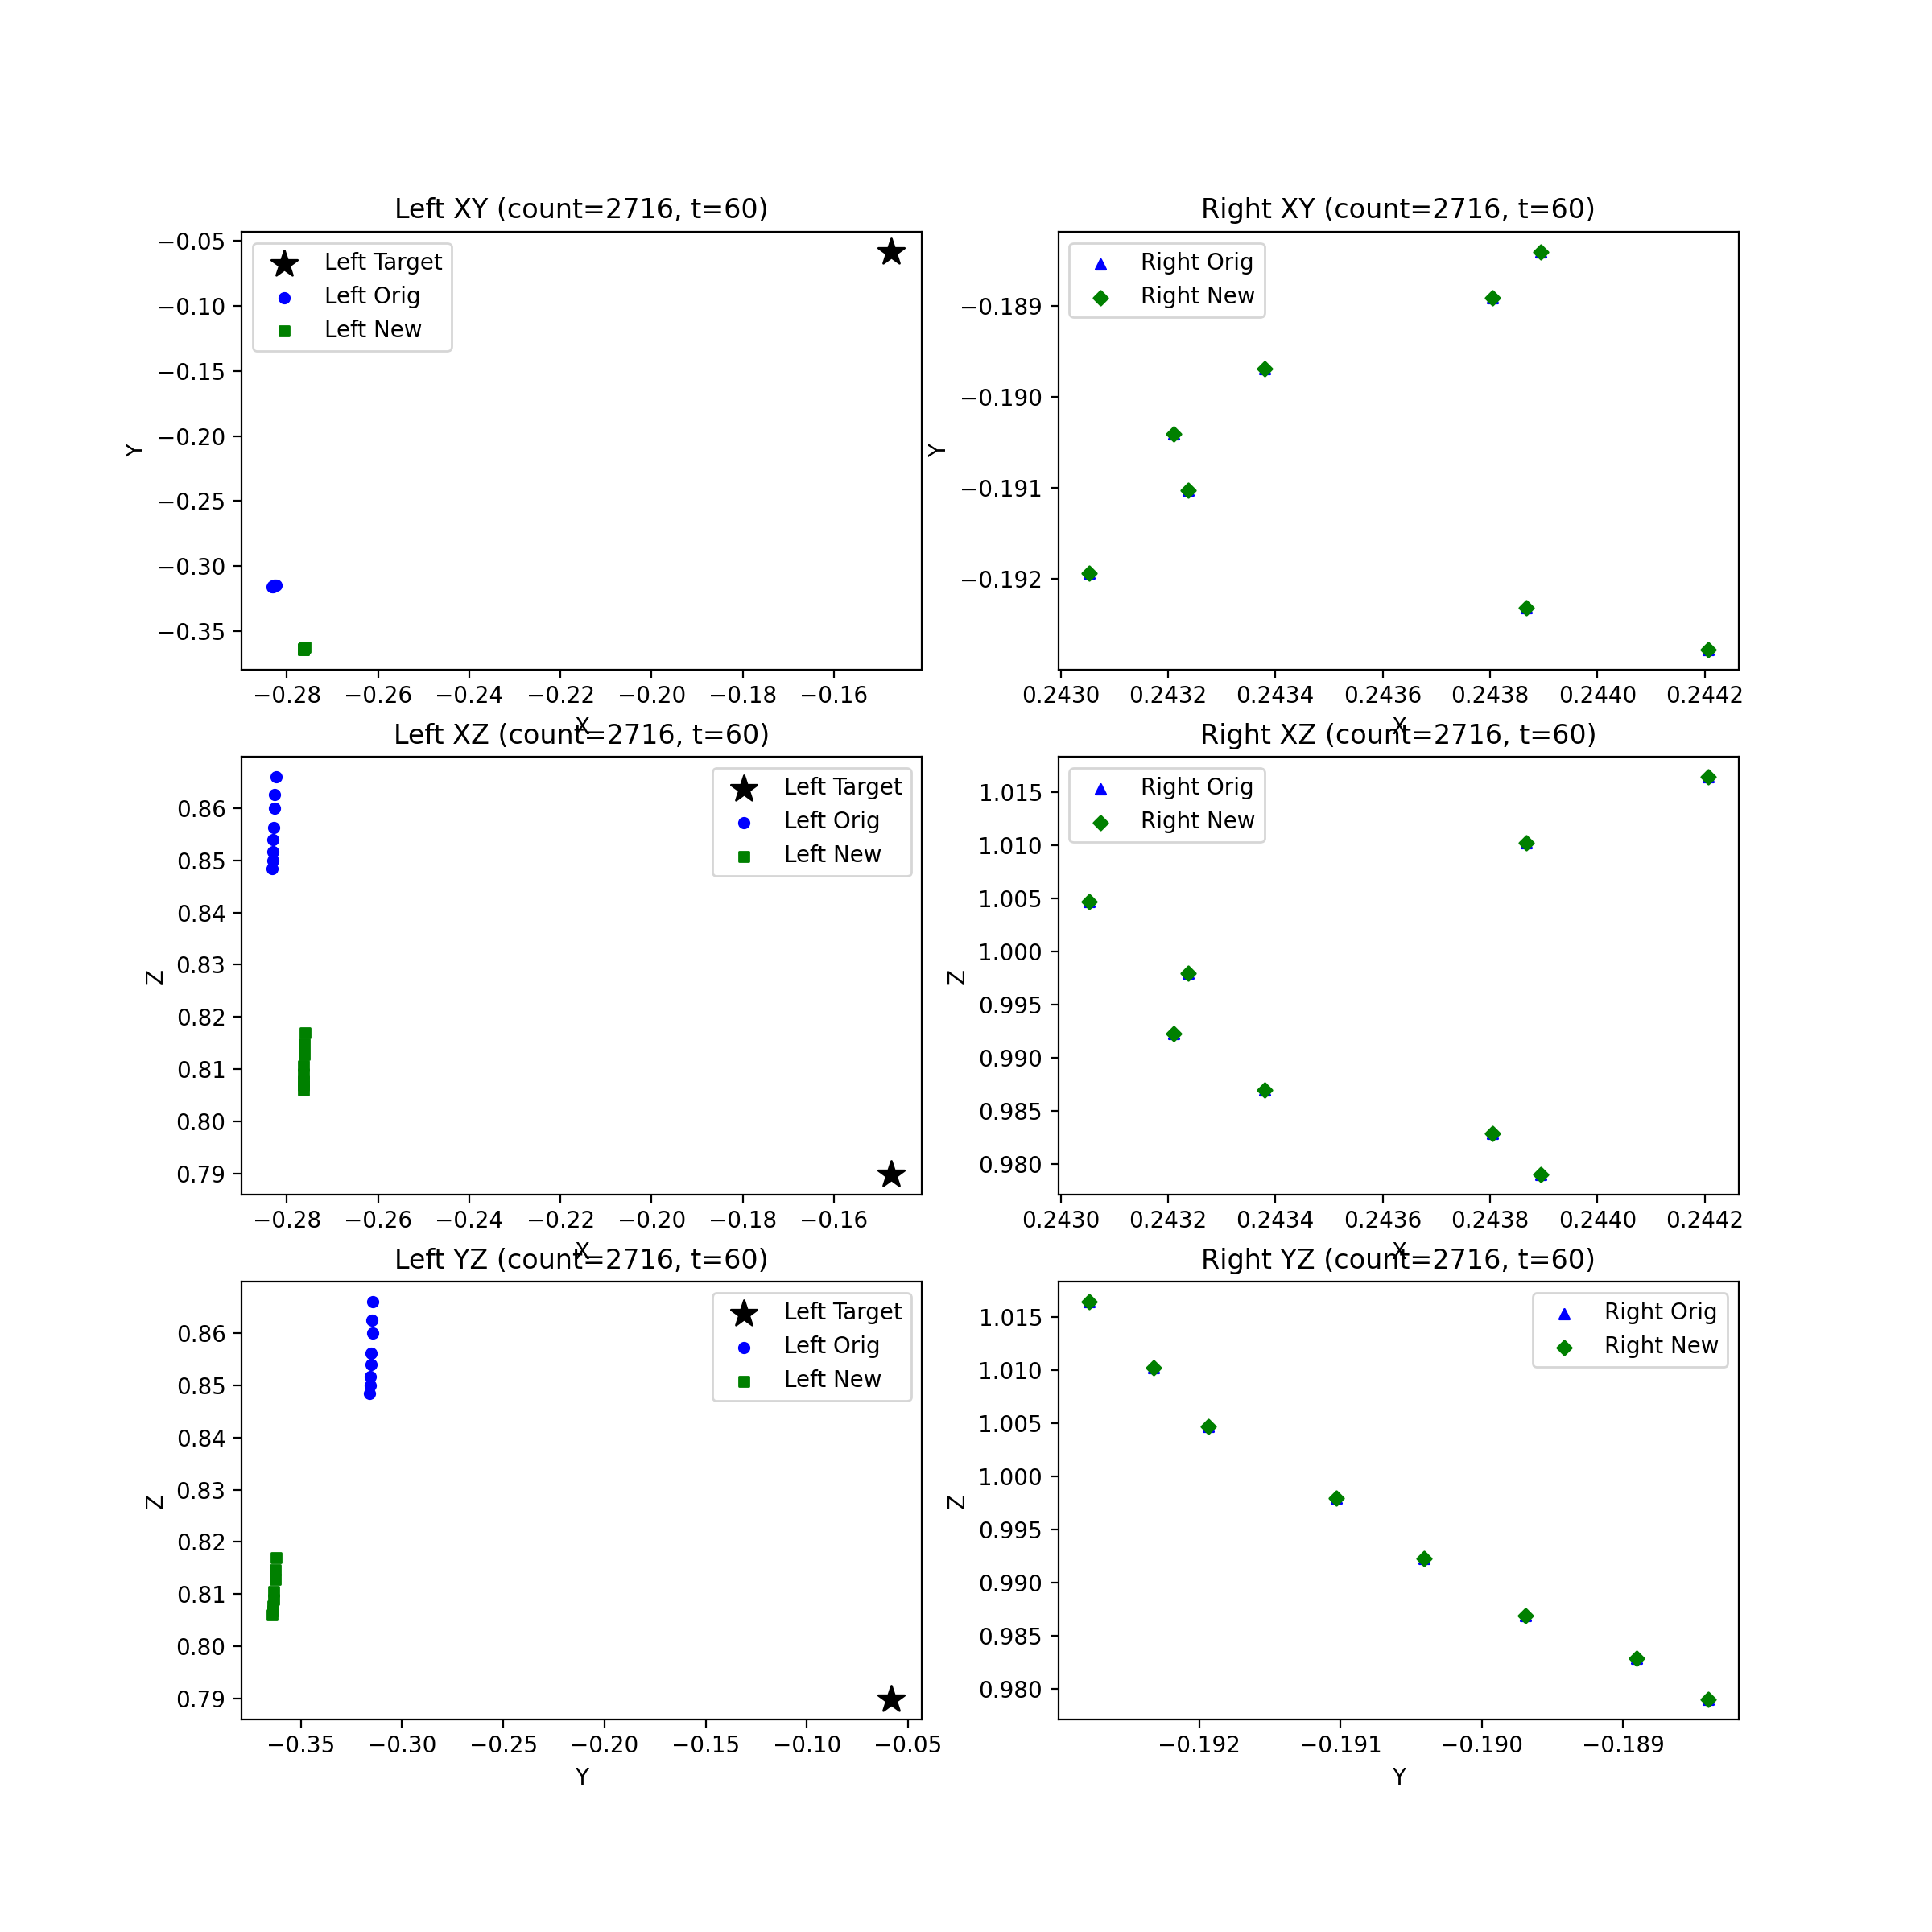 Left XY (count=2716, t=60)
Left Target
Left Orig
Left New
−0.05
−0.10
−0.15
−0.20
−0.25
−0.30
−0.35
Y
−0.28 −0.26 −0.24 −0.22 −0.20 −0.18 −0.16
X
Right XY (count=2716, t=60)
Right Orig
Right New
−0.189
−0.190
−0.191
−0.192
Y
0.2430 0.2432 0.2434 0.2436 0.2438 0.2440 0.2442
X
Left XZ (count=2716, t=60)
Left Target
Left Orig
Left New
0.86
0.85
0.84
0.83
0.82
0.81
0.80
0.79
Z
−0.28 −0.26 −0.24 −0.22 −0.20 −0.18 −0.16
X
Right XZ (count=2716, t=60)
Right Orig
Right New
1.015
1.010
1.005
1.000
0.995
0.990
0.985
0.980
Z
0.2430 0.2432 0.2434 0.2436 0.2438 0.2440 0.2442
X
Left YZ (count=2716, t=60)
Left Target
Left Orig
Left New
0.86
0.85
0.84
0.83
0.82
0.81
0.80
0.79
Z
−0.35 −0.30 −0.25 −0.20 −0.15 −0.10 −0.05
Y
Right YZ (count=2716, t=60)
Right Orig
Right New
1.015
1.010
1.005
1.000
0.995
0.990
0.985
0.980
Z
−0.192 −0.191 −0.190 −0.189
Y